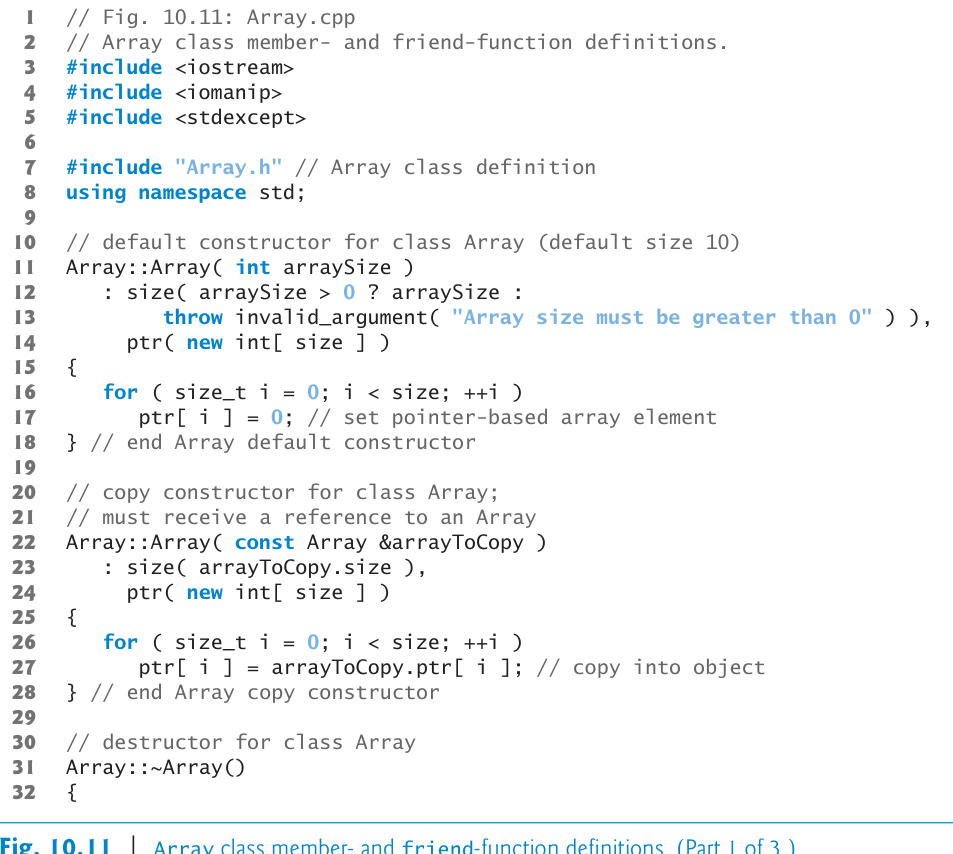 1 // Fig. 10.11: Array.cpp
2 // Array class member- and friend-function definitions.
3 #include <iostream>
4 #include <iomanip>
5 #include <stdexcept>
6
7 #include "Array.h" // Array class definition
8 using namespace std;
9
10 // default constructor for class Array (default size 10)
11 Array::Array( int arraySize )
12    : size( arraySize > 0 ? arraySize :
13         throw invalid_argument( "Array size must be greater than 0" ) ),
14      ptr( new int[ size ] )
15 {
16    for ( size_t i = 0; i < size; ++i )
17       ptr[ i ] = 0; // set pointer-based array element
18 } // end Array default constructor
19
20 // copy constructor for class Array;
21 // must receive a reference to an Array
22 Array::Array( const Array &arrayToCopy )
23    : size( arrayToCopy.size ),
24      ptr( new int[ size ] )
25 {
26    for ( size_t i = 0; i < size; ++i )
27       ptr[ i ] = arrayToCopy.ptr[ i ]; // copy into object
28 } // end Array copy constructor
29
30 // destructor for class Array
31 Array::~Array()
32 {
Fig. 10.11 | Array class member- and friend-function definitions. (Part 1 of 3.)